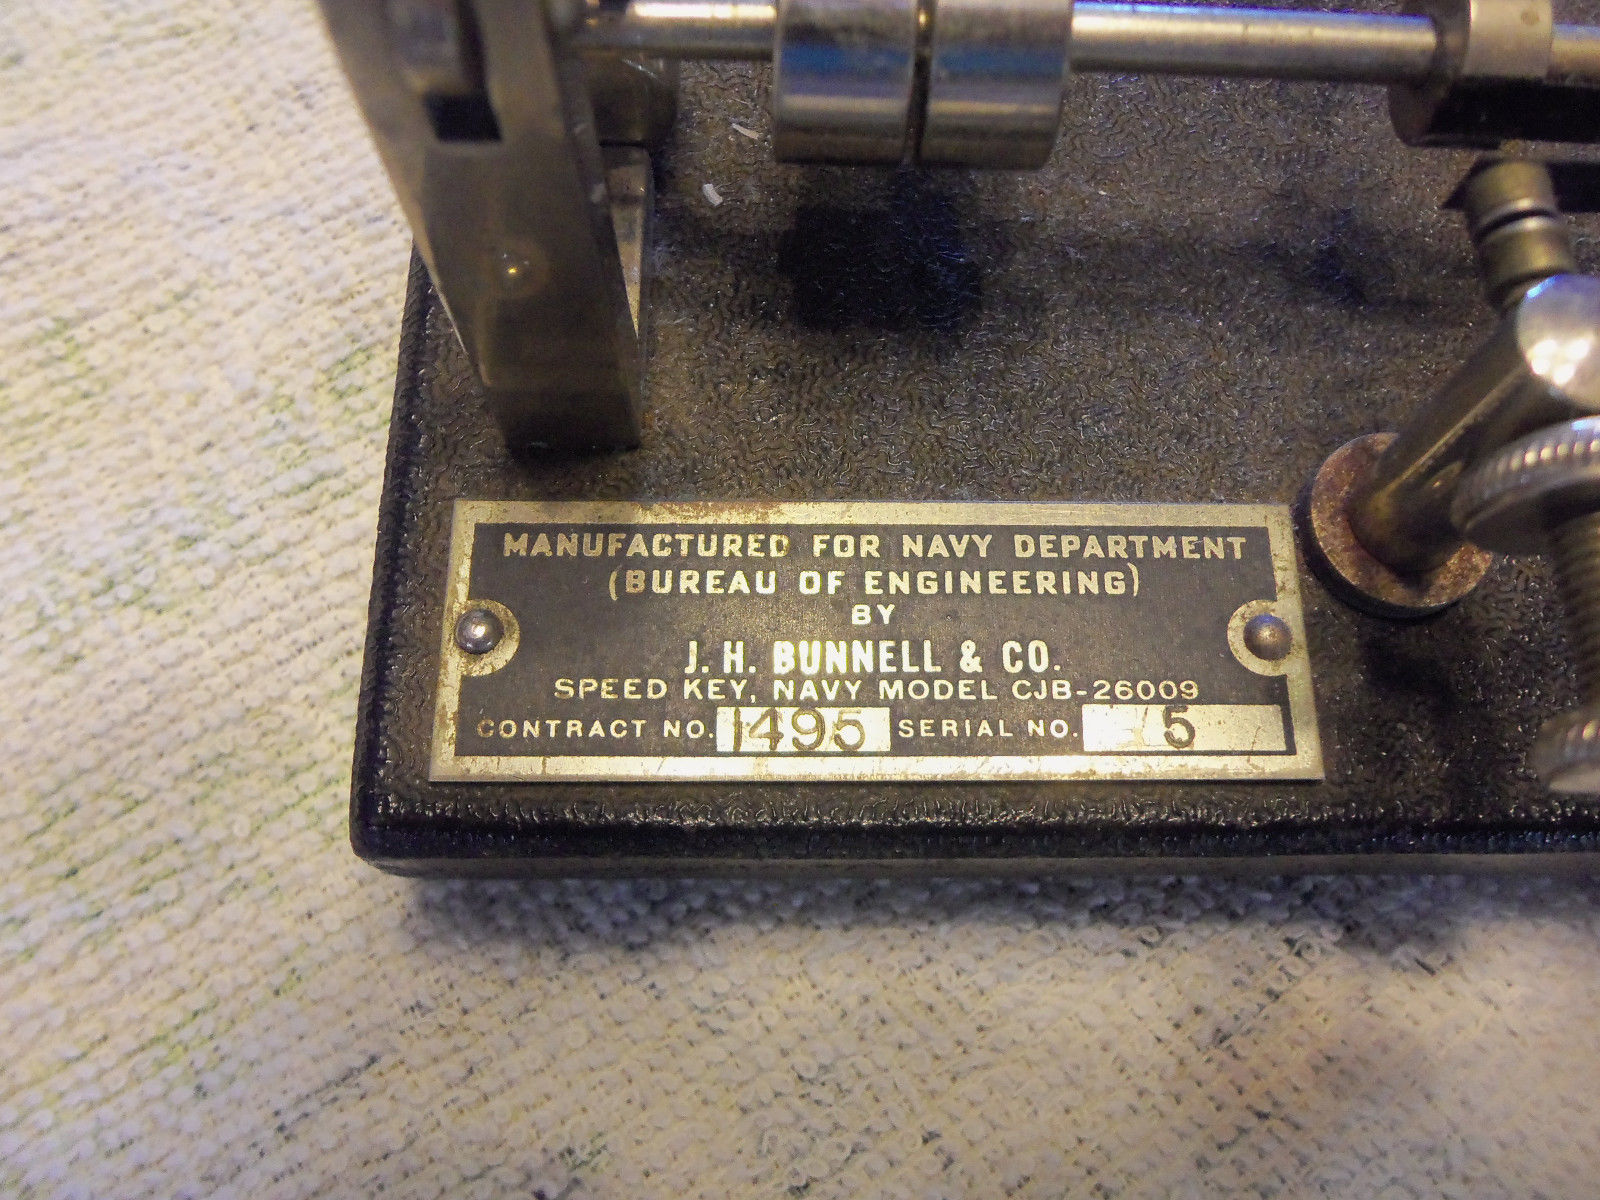 MANUFACTURED FOR NAVY DEPARTMENT
(BUREAU OF ENGINEERING)
BY
J. H. BUNNELL & CO.
SPEED KEY, NAVY MODEL CJB-26009
CONTRACT NO. 1495 SERIAL NO. 5